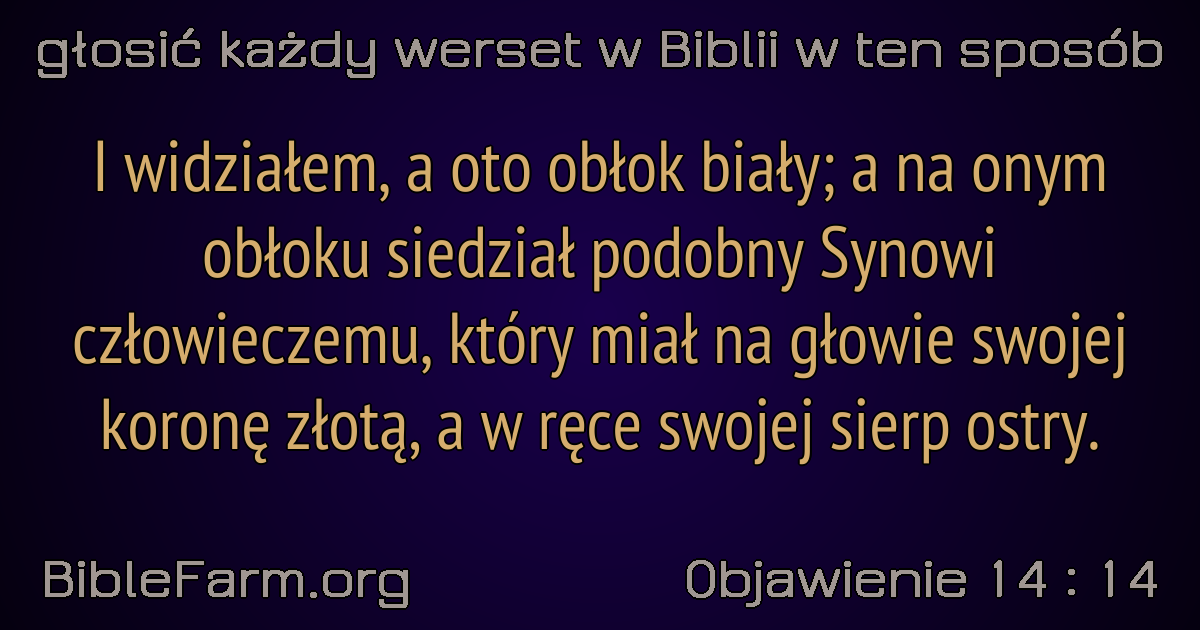 głosić każdy werset w Biblii w ten sposób
I widziałem, a oto obłok biały; a na onym
obłoku siedział podobny Synowi
człowieczemu, który miał na głowie swojej
koronę złotą, a w ręce swojej sierp ostry.
BibleFarm.org
Objawienie 14 : 14